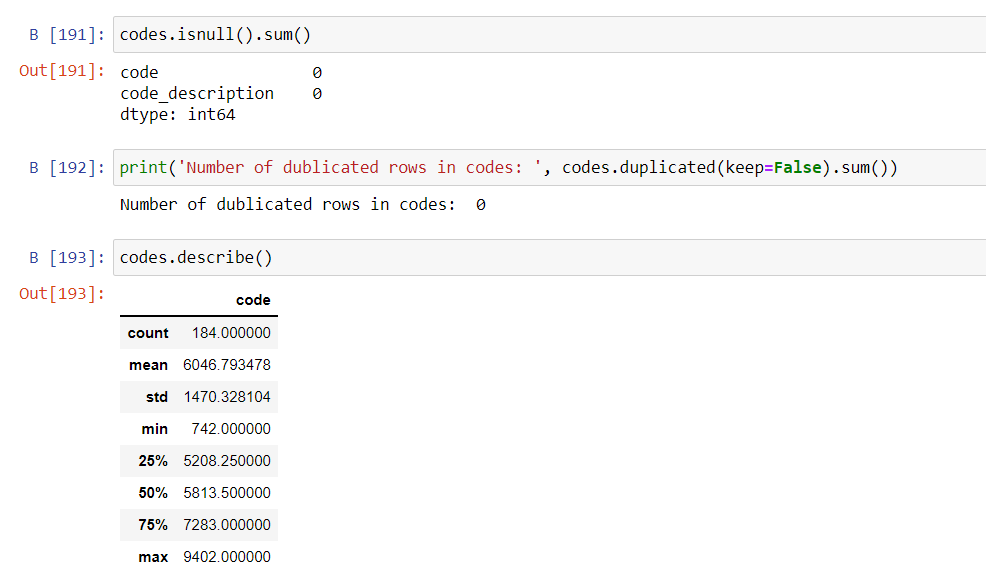 B [191]: codes.isnull().sum()
Out[191]: code 0
code_description 0
dtype: int64
B [192]: print('Number of dublicated rows in codes: ', codes.duplicated(keep=False).sum())
Number of dublicated rows in codes:  0
B [193]: codes.describe()
Out[193]:
code
count 184.000000
mean 6046.793478
std 1470.328104
min 742.000000
25% 5208.250000
50% 5813.500000
75% 7283.000000
max 9402.000000